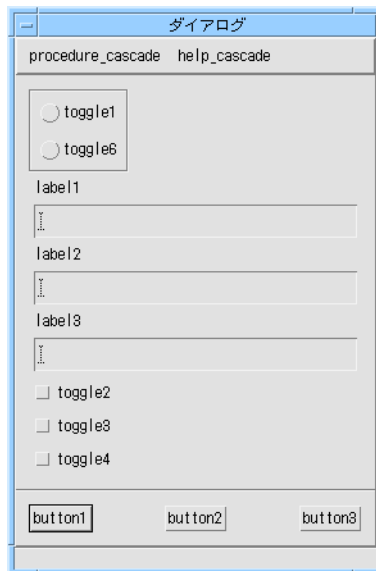 ダイアログ
procedure_cascade help_cascade
toggle1
toggle6
label1
label2
label3
toggle2
toggle3
toggle4
button1 button2 button3